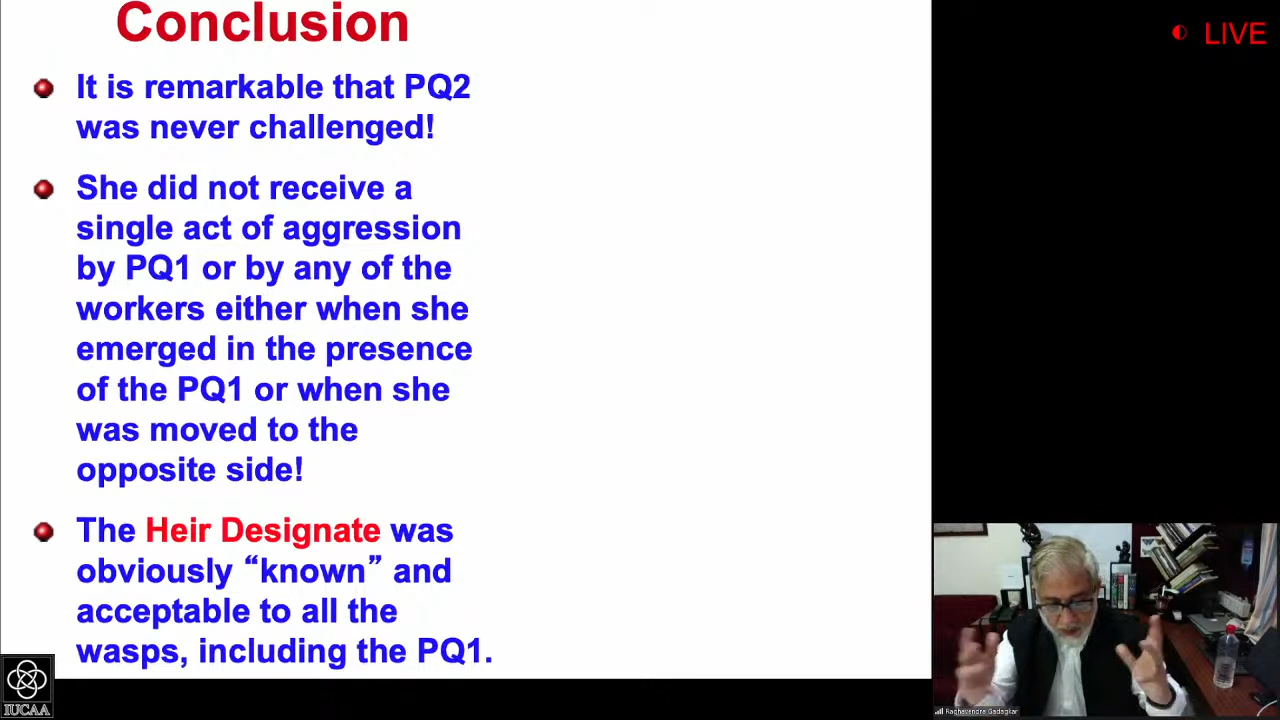 Conclusion
It is remarkable that PQ2
was never challenged!
She did not receive a
single act of aggression
by PQ1 or by any of the
workers either when she
emerged in the presence
of the PQ1 or when she
was moved to the
opposite side!
The Heir Designate was
obviously “known” and
acceptable to all the
wasps, including the PQ1.
LIVE
Raghavendra Gadagkar
IUCAA